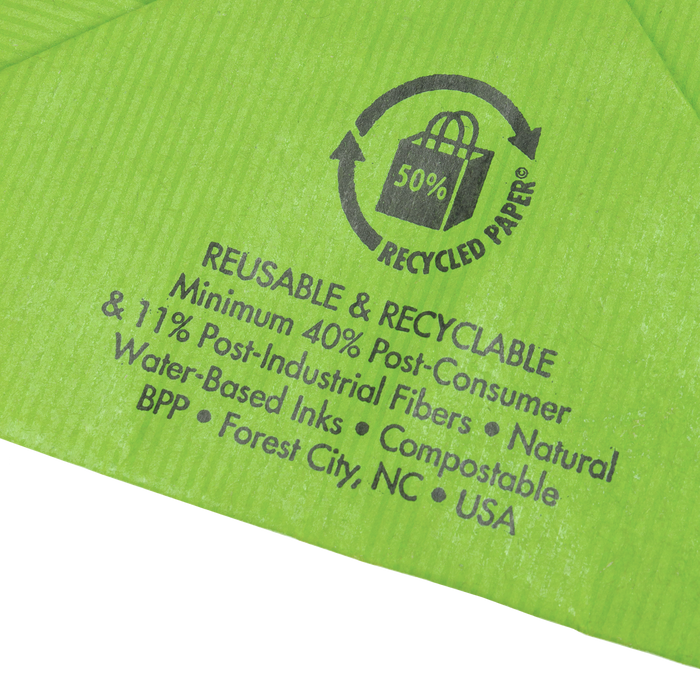 50%
RECYCLED PAPER©
REUSABLE & RECYCLABLE
Minimum 40% Post-Consumer
& 11% Post-Industrial Fibers • Natural
Water-Based Inks • Compostable
BPP • Forest City, NC • USA